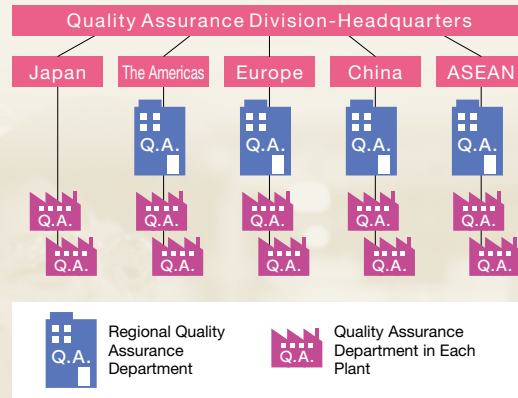 Quality Assurance Division-Headquarters
Japan The Americas Europe China ASEAN
Q.A. Q.A. Q.A. Q.A.
Q.A. Q.A. Q.A. Q.A. Q.A.
Q.A. Q.A. Q.A. Q.A. Q.A.
Q.A.
Regional Quality
Assurance
Department
Q.A.
Quality Assurance
Department in Each
Plant